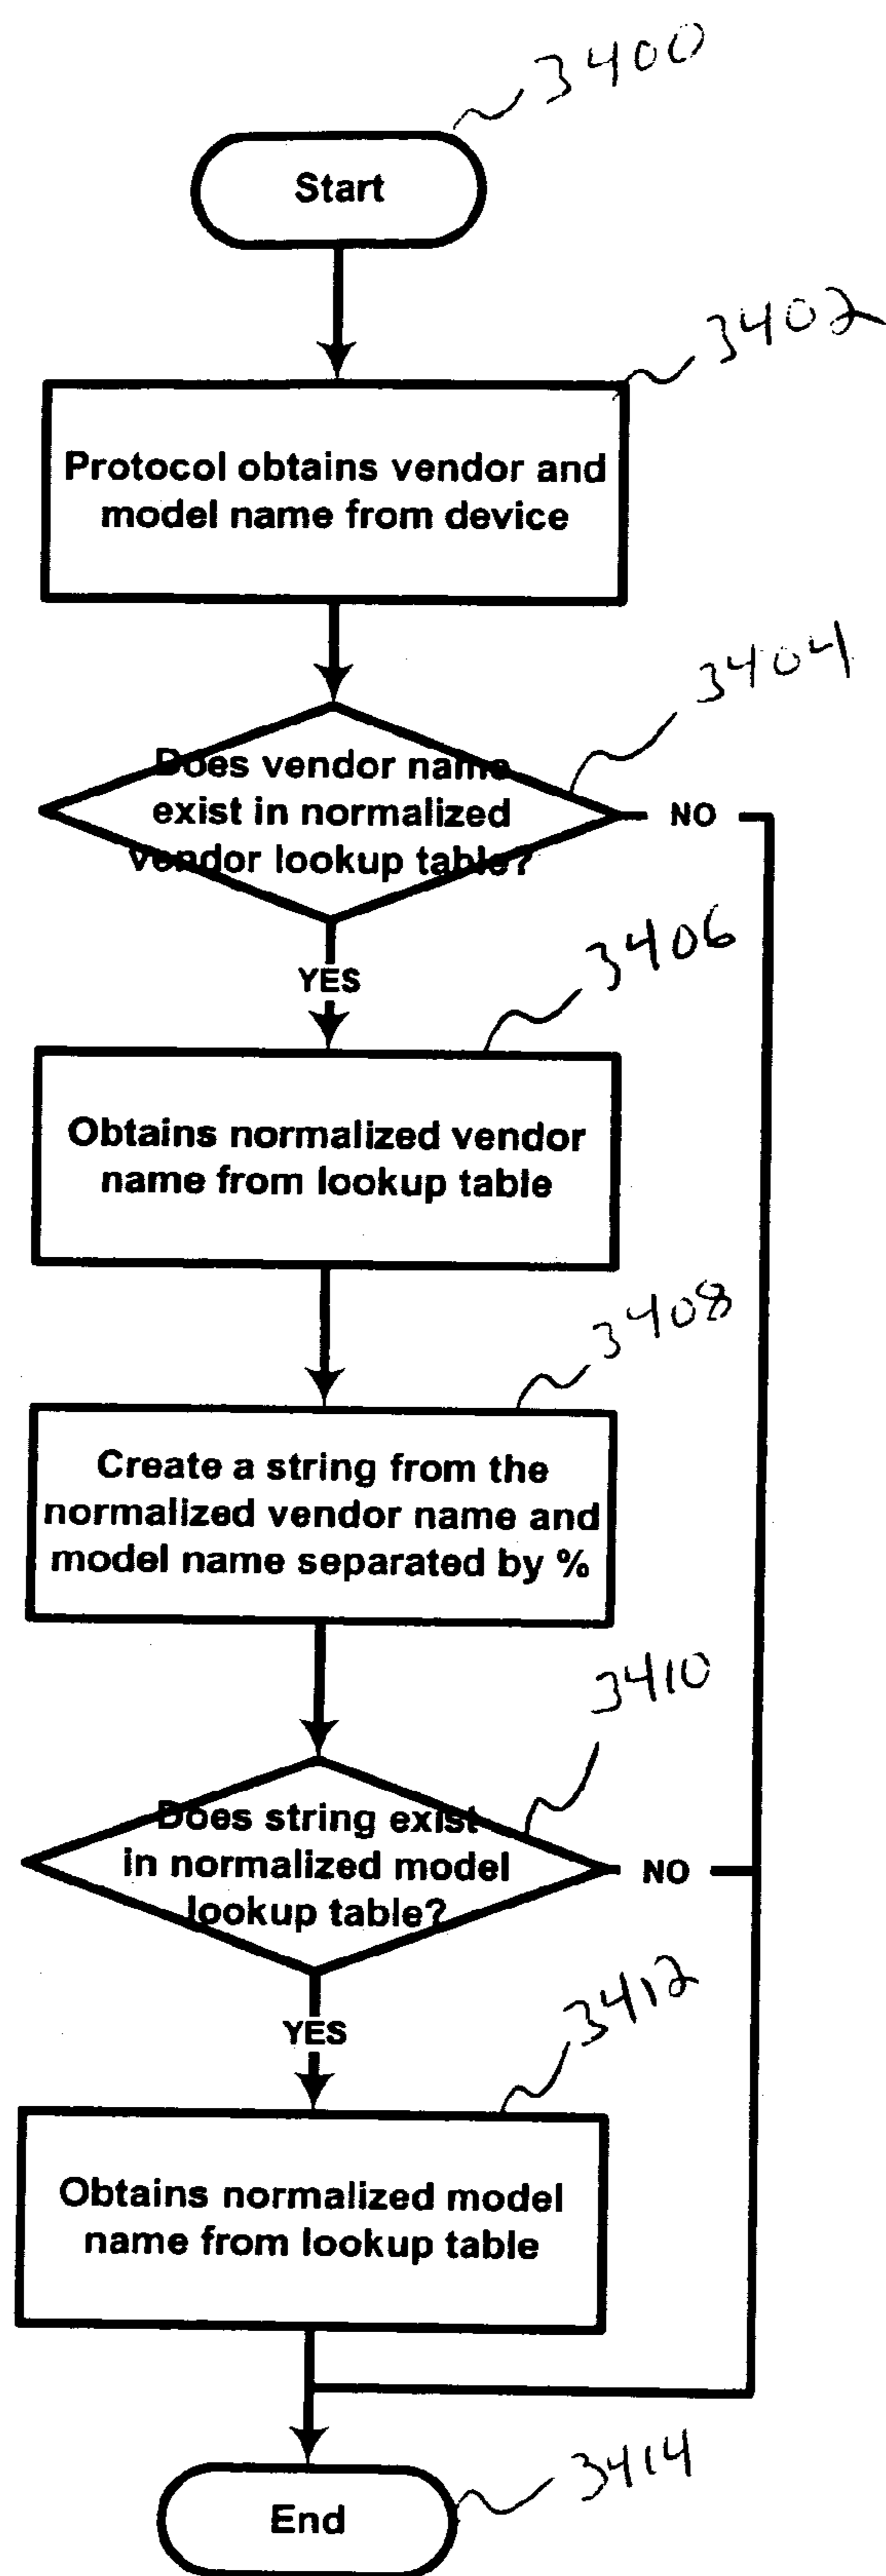 3400
Start
3402
Protocol obtains vendor and
model name from device
3404
Does vendor name
exist in normalized
vendor lookup table?
NO
YES
3406
Obtains normalized vendor
name from lookup table
3408
Create a string from the
normalized vendor name and
model name separated by %
3410
Does string exist
in normalized model
lookup table?
NO
YES
3412
Obtains normalized model
name from lookup table
3414
End